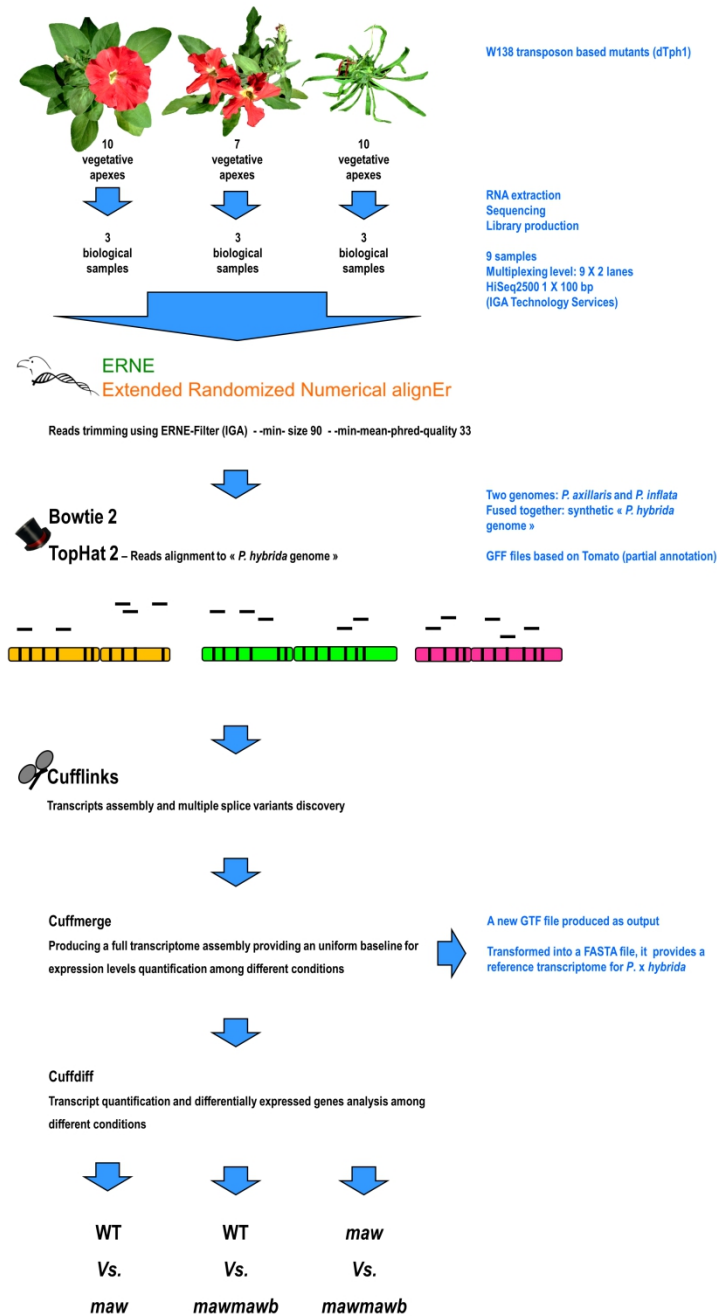 W138 transposon based mutants (dTph1)
10
vegetative
apexes
7
vegetative
apexes
10
vegetative
apexes
RNA extraction
Sequencing
Library production
3
biological
samples
3
biological
samples
3
biological
samples
9 samples
Multiplexing level: 9 X 2 lanes
HiSeq2500 1 X 100 bp
(IGA Technology Services)
ERNE
Extended Randomized Numerical alignEr
Reads trimming using ERNE-Filter (IGA) - -min- size 90 - -min-mean-phred-quality 33
Two genomes: P. axillaris and P. inflata
Fused together: synthetic « P. hybrida
genome »
Bowtie 2
TopHat 2 – Reads alignment to « P. hybrida genome »
GFF files based on Tomato (partial annotation)
Cufflinks
Transcripts assembly and multiple splice variants discovery
Cuffmerge
Producing a full transcriptome assembly providing an uniform baseline for
expression levels quantification among different conditions
A new GTF file produced as output
Transformed into a FASTA file, it provides a
reference transcriptome for P. x hybrida
Cuffdiff
Transcript quantification and differentially expressed genes analysis among
different conditions
WT
Vs.
maw
WT
Vs.
mawmawb
maw
Vs.
mawmawb